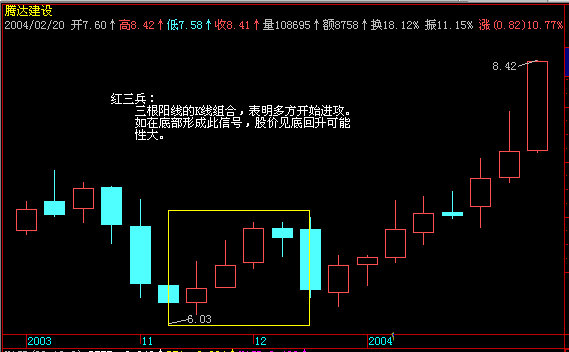 腾达建设
2004/02/20 开7.60↑高8.42↑低7.58↑收8.41↑量108695↑额8758↑换18.12% 振11.15% 涨(0.82)10.77%
8.42
红三兵：
三根阳线的K线组合，表明多方开始进攻。
如在底部形成此信号，股价见底回升可能
性大。
6.03
2003 11 12 2004